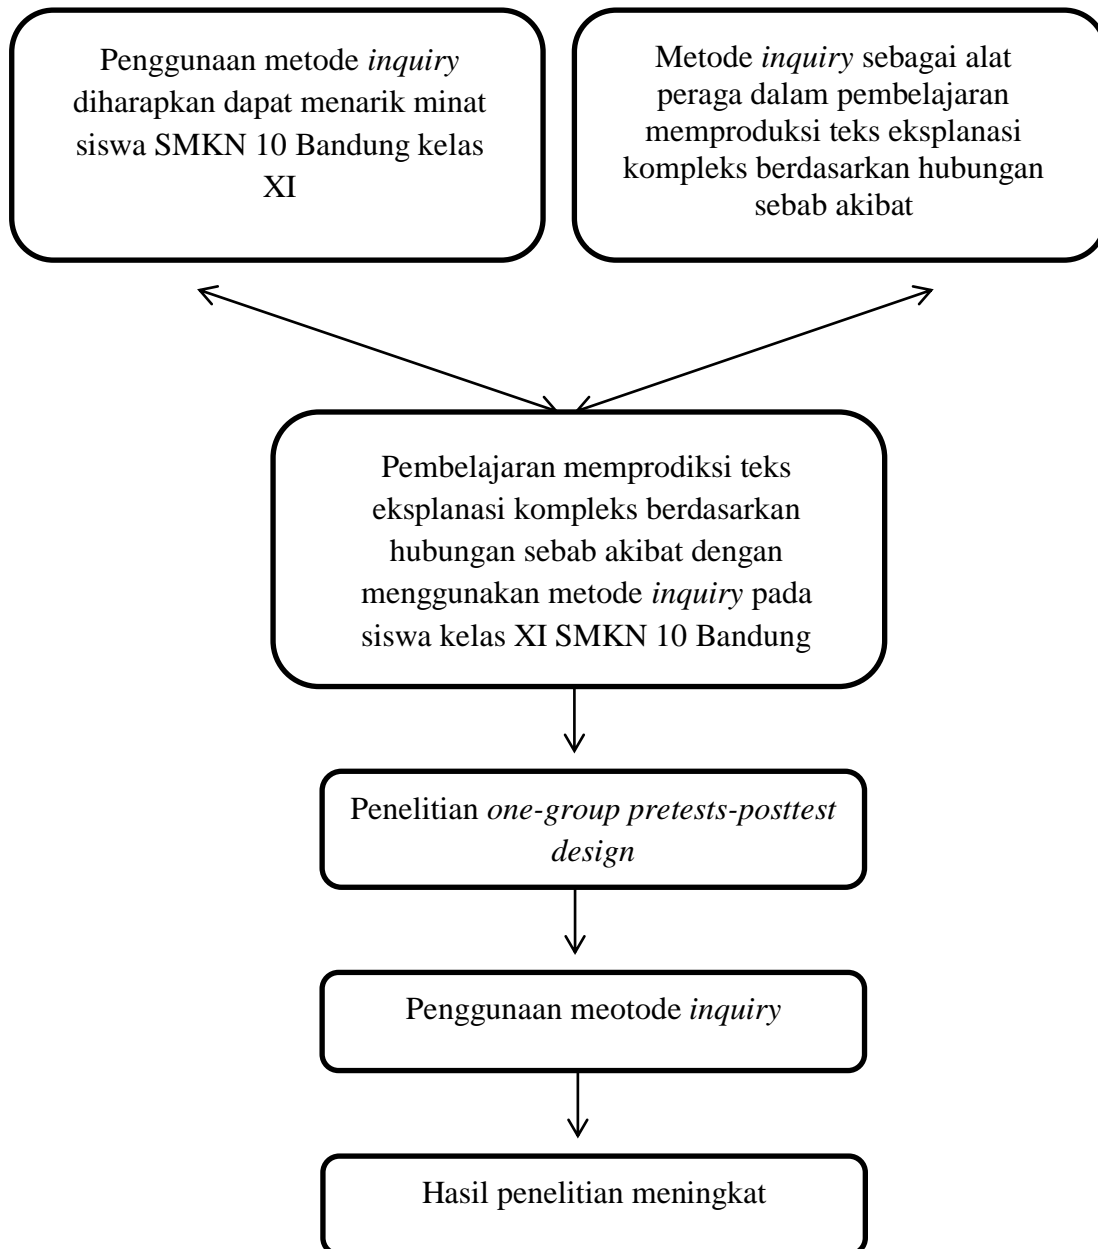 Penggunaan metode inquiry
diharapkan dapat menarik minat
siswa SMKN 10 Bandung kelas
XI
Metode inquiry sebagai alat
peraga dalam pembelajaran
memproduksi teks eksplanasi
kompleks berdasarkan hubungan
sebab akibat
Pembelajaran memprodiksi teks
eksplanasi kompleks berdasarkan
hubungan sebab akibat dengan
menggunakan metode inquiry pada
siswa kelas XI SMKN 10 Bandung
Penelitian one-group pretests-posttest
design
Penggunaan meotode inquiry
Hasil penelitian meningkat